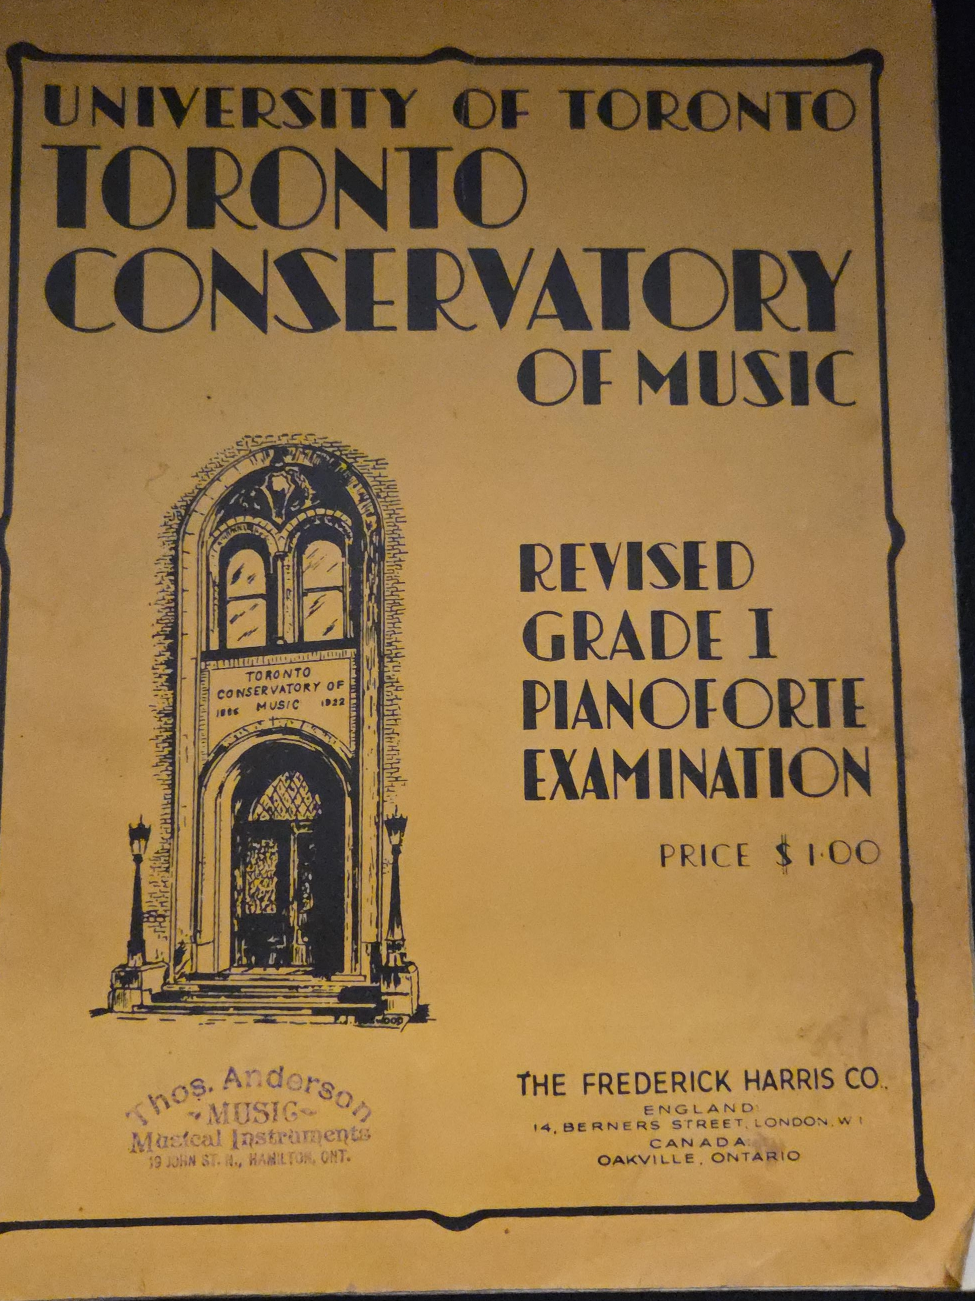 UNIVERSITY OF TORONTO
TORONTO
CONSERVATORY
OF MUSIC
REVISED
GRADE I
PIANOFORTE
EXAMINATION
PRICE $1.00
TORONTO
CONSERVATORY OF
1886 MUSIC 1922
Thos. Anderson
MUSIC
Musical Instruments
19 JOHN ST. N., HAMILTON, ONT.
THE FREDERICK HARRIS CO.
ENGLAND
14, BERNERS STREET, LONDON, W1
CANADA
OAKVILLE, ONTARIO